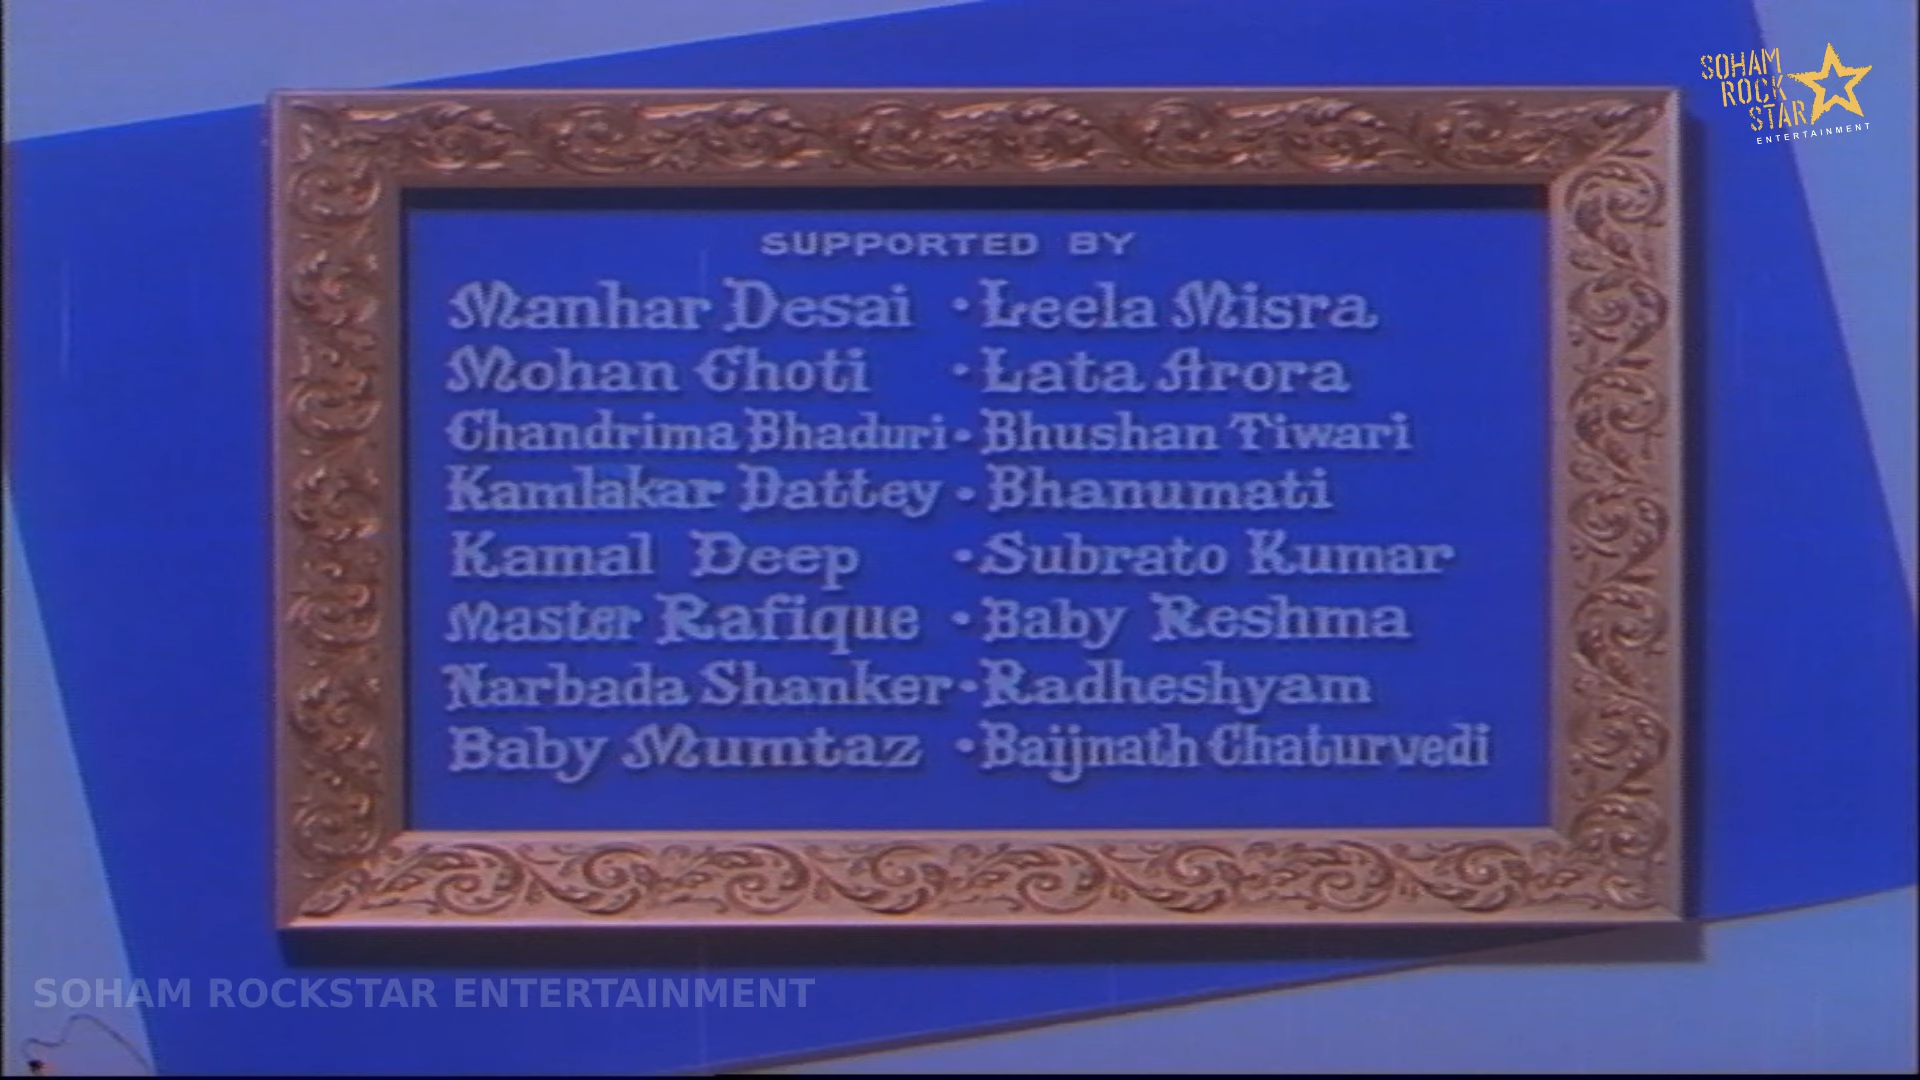 SOHAM
ROCK
STAR
ENTERTAINMENT
SUPPORTED BY
Manhar Desai • Leela Misra
Mohan Choti • Lata Arora
Chandrima Bhaduri • Bhushan Tiwari
Kamlakar Dattey • Bhanumati
Kamal Deep • Subrato Kumar
Master Rafique • Baby Reshma
Narbada Shanker • Radheshyam
Baby Mumtaz • Baijnath Chaturvedi
SOHAM ROCKSTAR ENTERTAINMENT